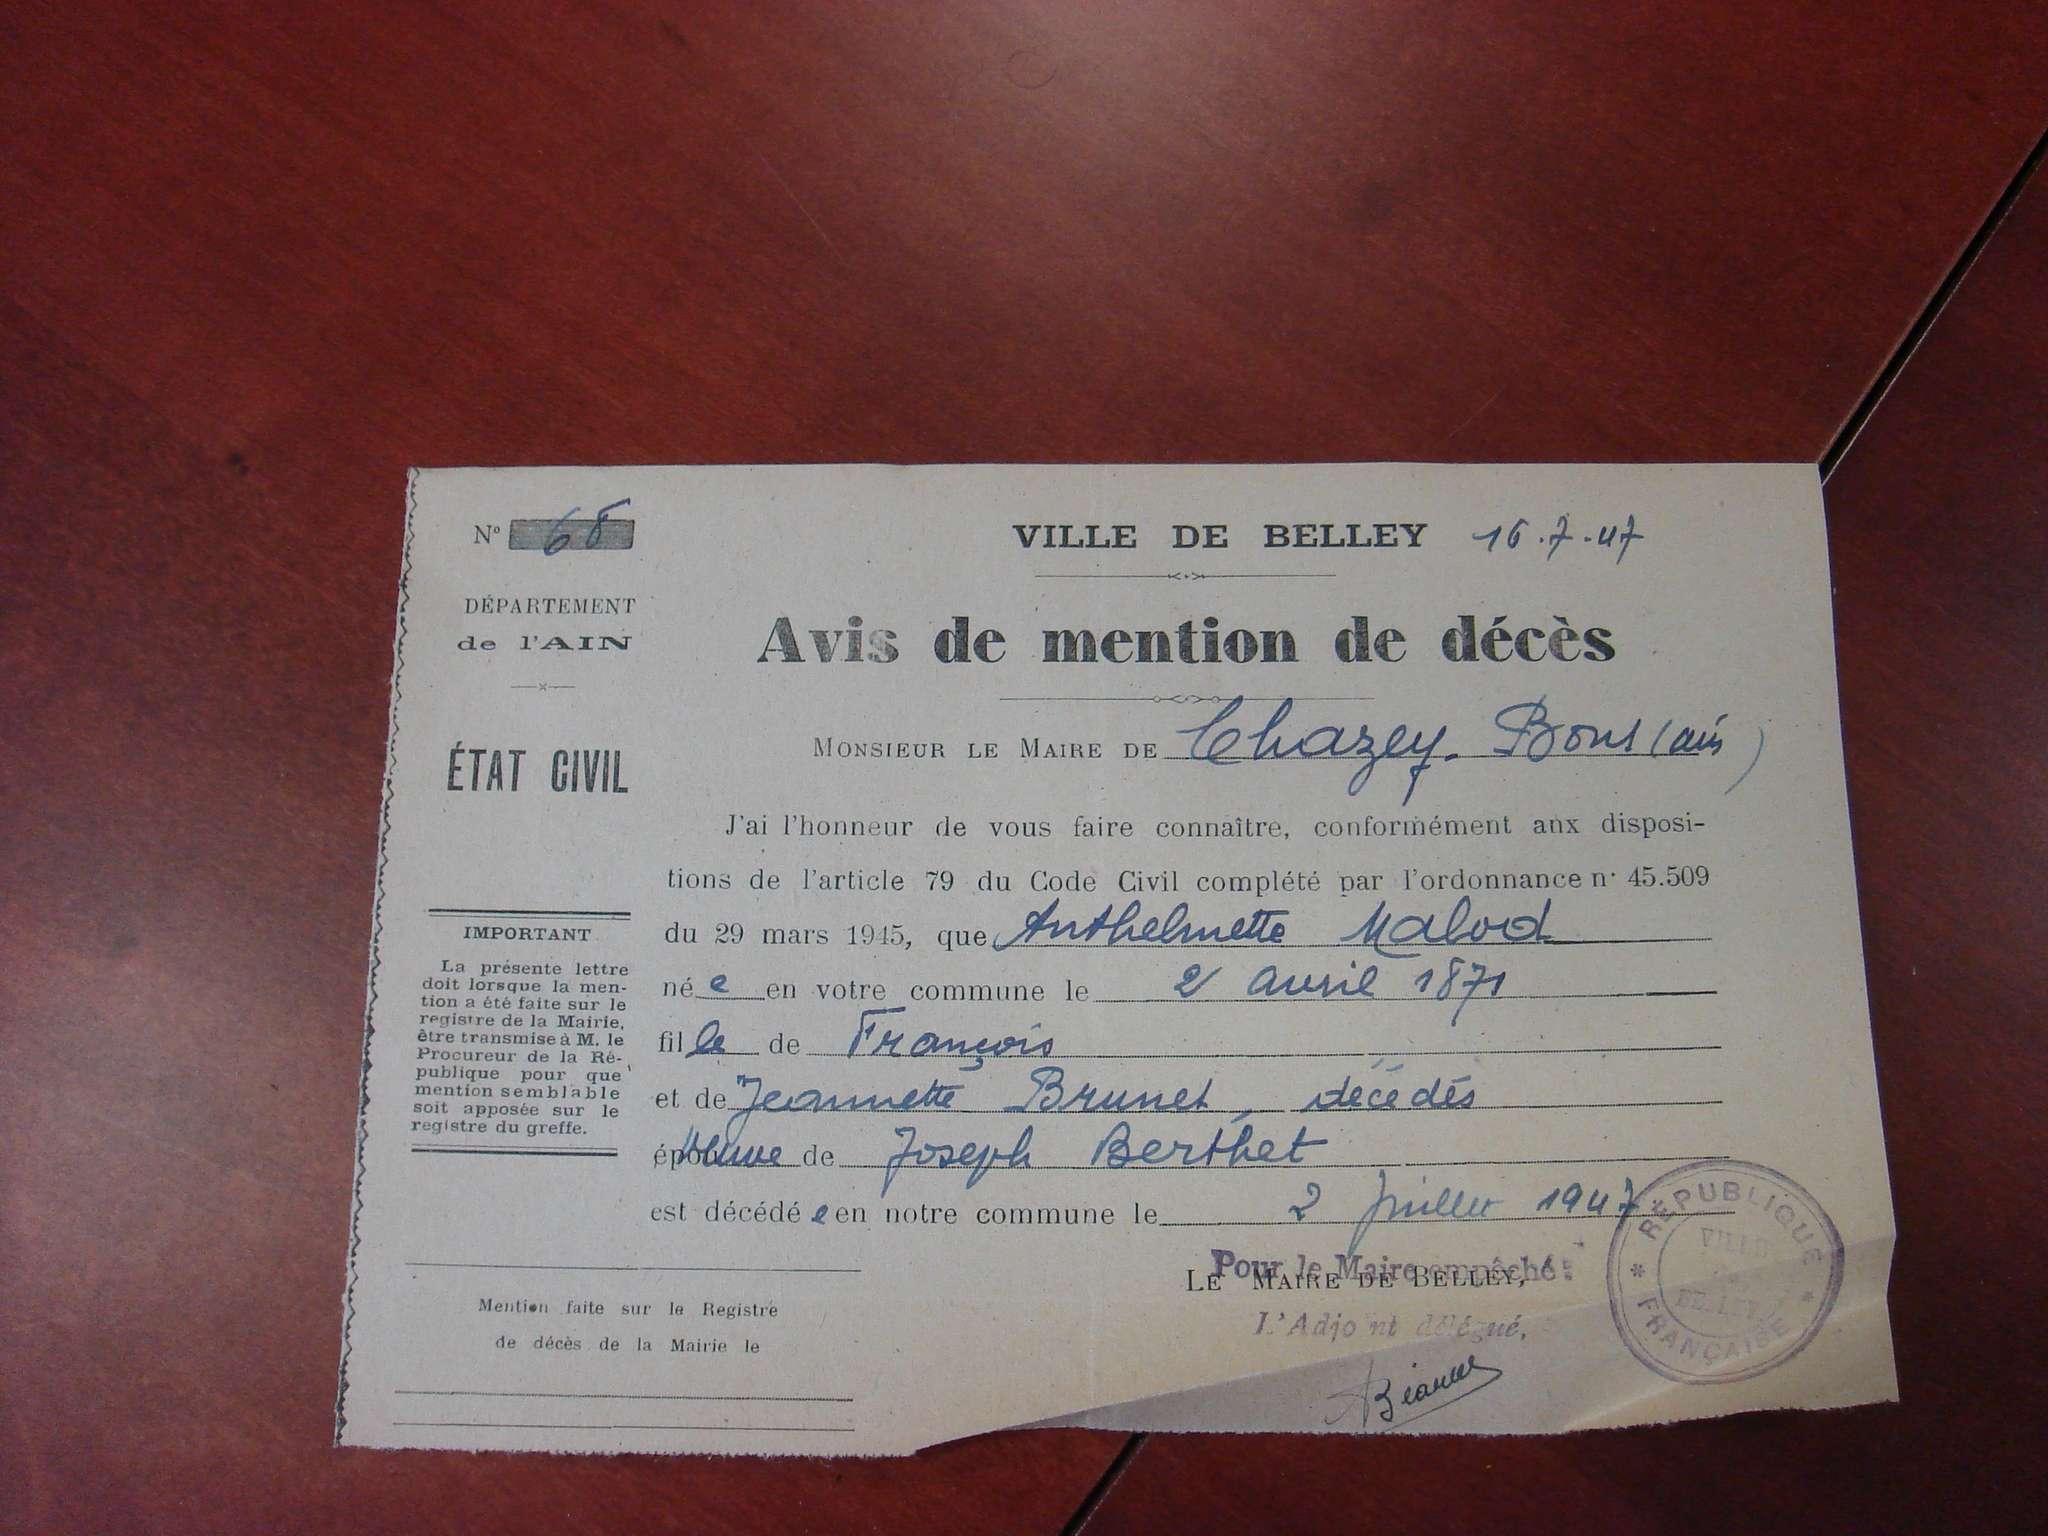 N° 68
DÉPARTEMENT
de l'AIN
ÉTAT CIVIL
IMPORTANT
La présente lettre
doit lorsque la men-
tion a été faite sur le
registre de la Mairie,
être transmise à M. le
Procureur de la Ré-
publique pour que
mention semblable
soit apposée sur le
registre du greffe.
VILLE DE BELLEY 16.7.47
Avis de mention de décès
MONSIEUR LE MAIRE DE Chazey-Bons (ain)
J'ai l'honneur de vous faire connaître, conformément aux disposi-
tions de l'article 79 du Code Civil complété par l'ordonnance n° 45.509
du 29 mars 1945, que Anthelmette Mabod
née en votre commune le 2 avril 1871
fille de François
et de Jeannette Brunet, décédés
épou veuve de Joseph Berthet
est décédée en notre commune le 2 Juillet 1947
Pour le Maire empêché
LE MAIRE DE BELLEY,
L'Adjoint délégué,
RÉPUBLIQUE FRANÇAISE
VILLE
BELLEY
Mention faite sur le Registre
de décès de la Mairie le